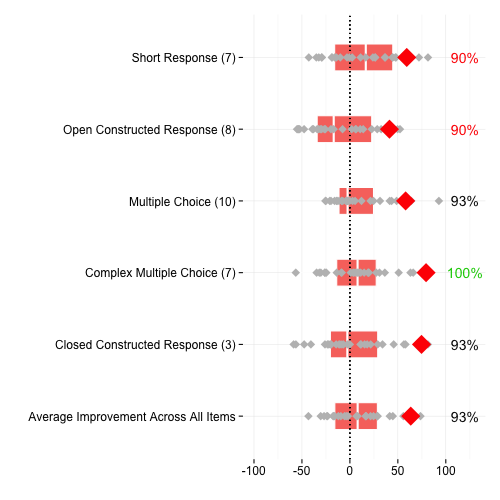 Short Response (7) 90%
Open Constructed Response (8) 90%
Multiple Choice (10) 93%
Complex Multiple Choice (7) 100%
Closed Constructed Response (3) 93%
Average Improvement Across All Items 93%
-100 -50 0 50 100